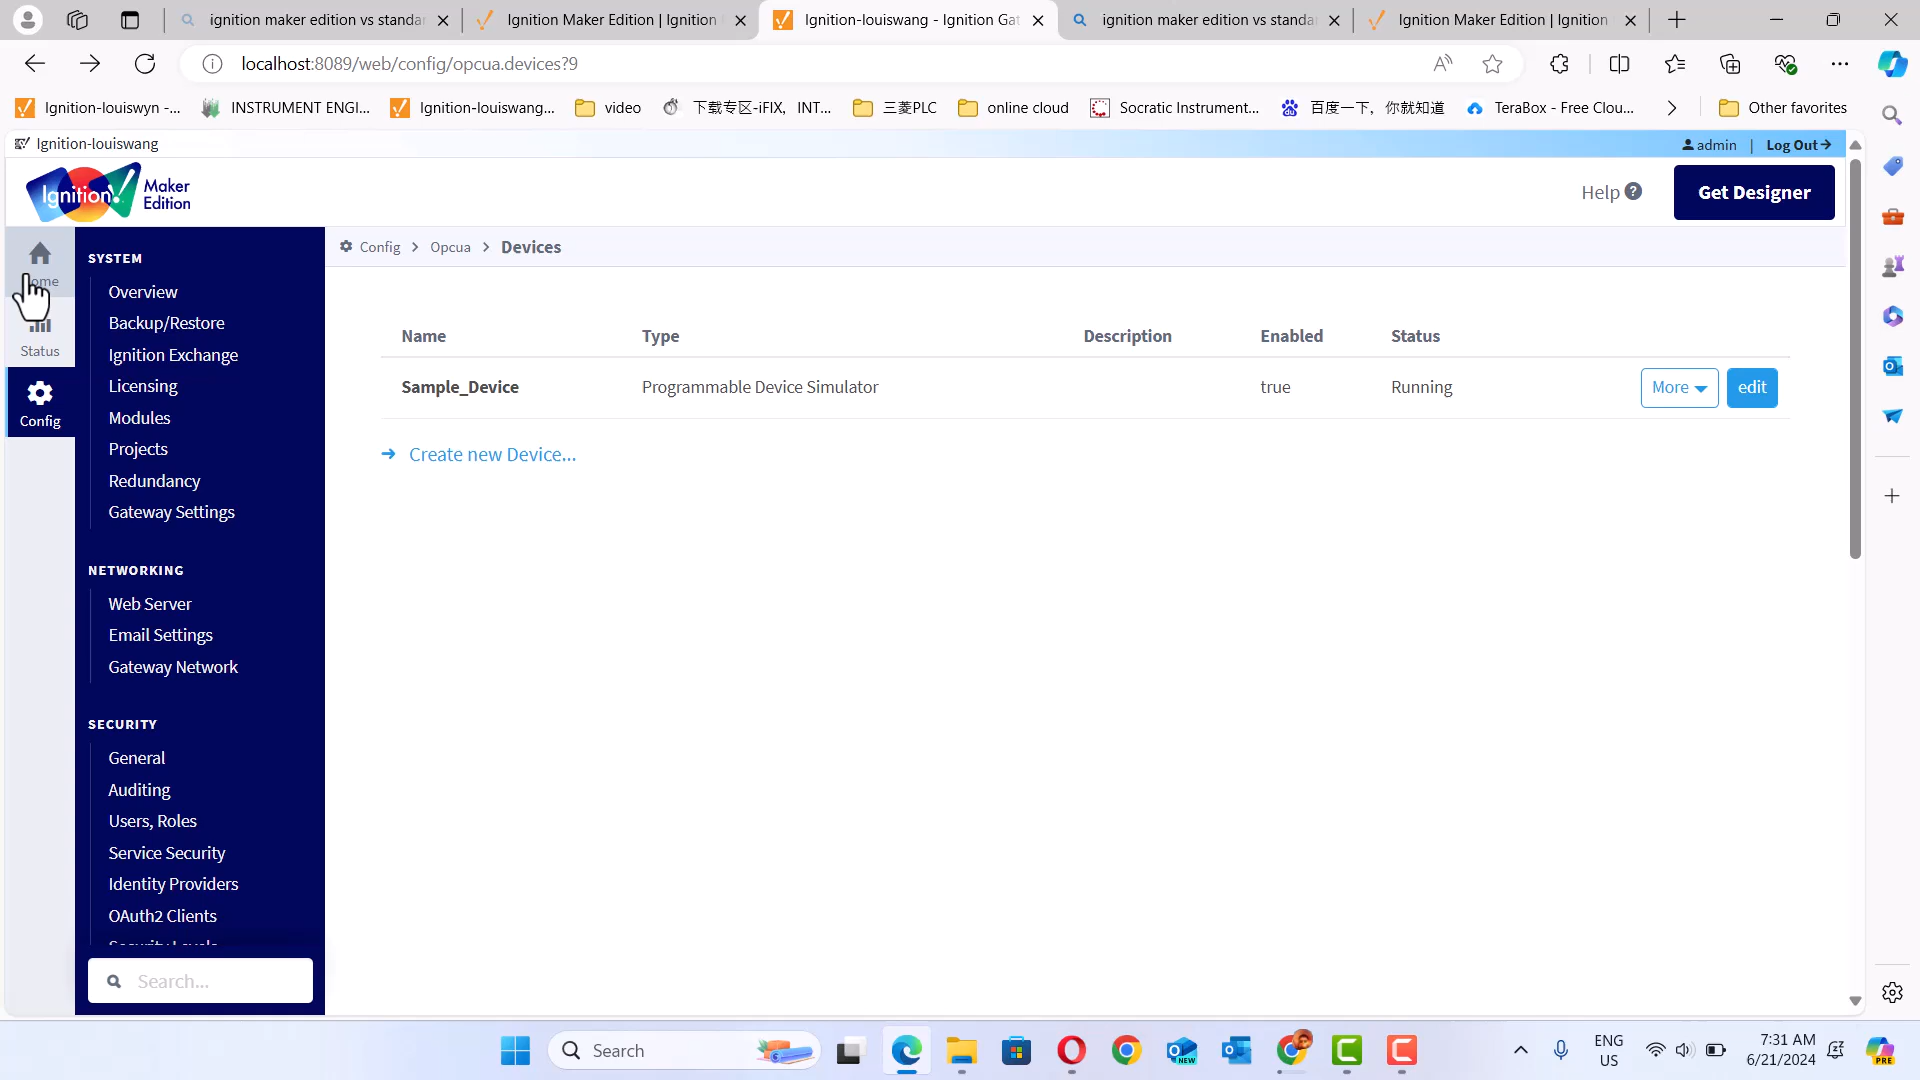 ignition maker edition vs standa
Ignition Maker Edition | Ignition
Ignition-louiswang - Ignition Gat
ignition maker edition vs standa
Ignition Maker Edition | Ignition
localhost:8089/web/config/opcua.devices?9
Ignition-louiswyn -...
INSTRUMENT ENGI...
Ignition-louiswang...
video
下载专区-iFIX，INT...
三菱PLC
online cloud
Socratic Instrument...
百度一下，你就知道
TeraBox - Free Clou...
Other favorites
Ignition-louiswang
admin | Log Out
Ignition! Maker Edition
Help ?
Get Designer
Home
Status
Config
SYSTEM
Overview
Backup/Restore
Ignition Exchange
Licensing
Modules
Projects
Redundancy
Gateway Settings
NETWORKING
Web Server
Email Settings
Gateway Network
SECURITY
General
Auditing
Users, Roles
Service Security
Identity Providers
OAuth2 Clients
Security Levels
Search...
Config > Opcua > Devices
Name Type Description Enabled Status
Sample_Device Programmable Device Simulator true Running More edit
Create new Device...
Search
ENG
US
7:31 AM
6/21/2024
NEW
PRE